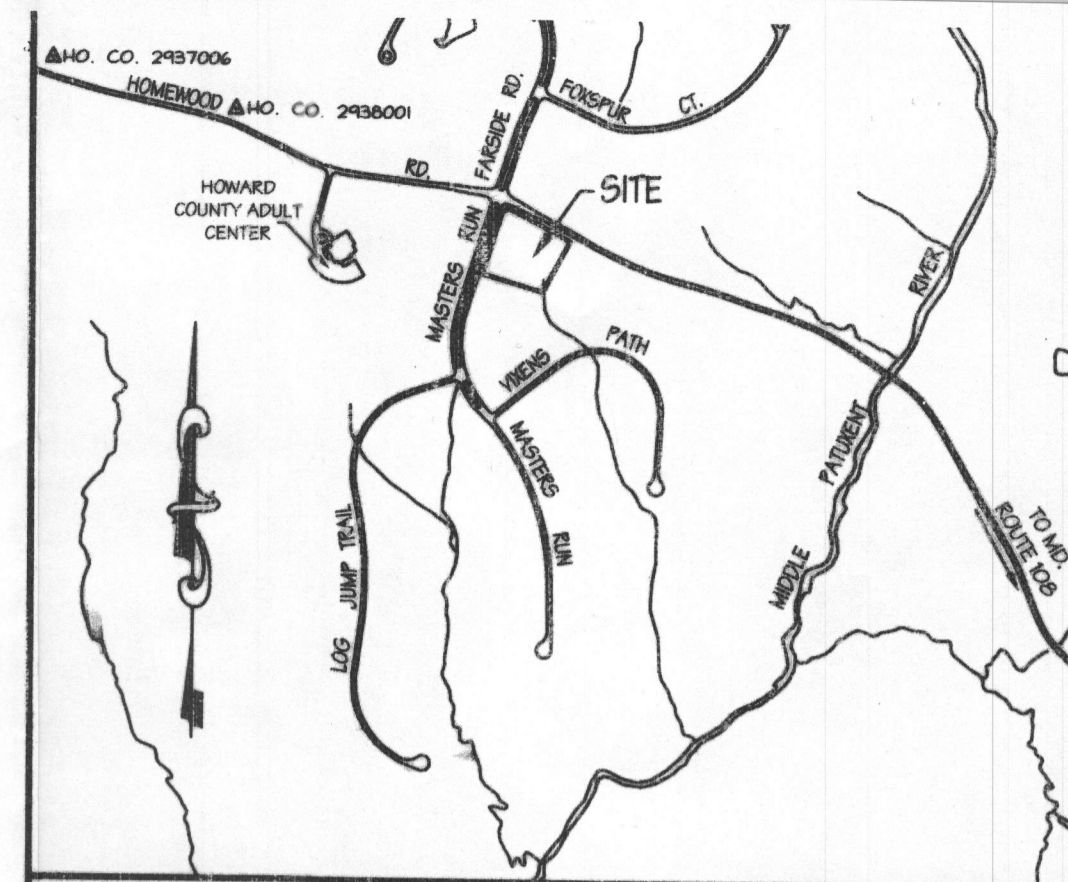 HO. CO. 2937006
HOMEWOOD
HO. CO. 2938001
RD.
FARSIDE RD.
FOXSPUR CT.
SITE
HOWARD
COUNTY ADULT
CENTER
MASTERS RUN
VIXENS PATH
MASTERS RUN
LOG JUMP TRAIL
MIDDLE PATUXENT RIVER
TO MD.
ROUTE 108